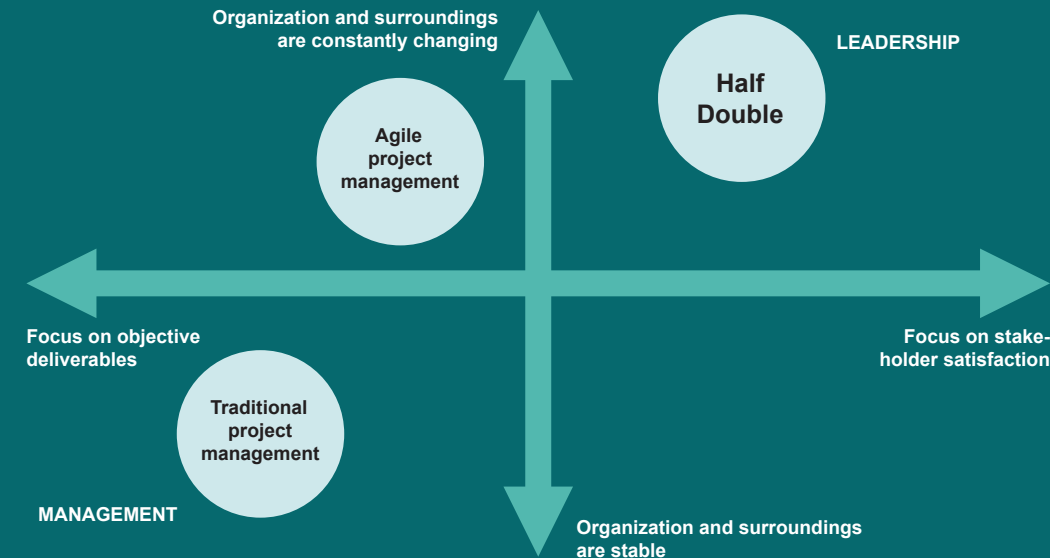 Organization and surroundings
are constantly changing
LEADERSHIP
Half
Double
Agile
project
management
Focus on objective
deliverables
Focus on stake-
holder satisfaction
Traditional
project
management
MANAGEMENT
Organization and surroundings
are stable